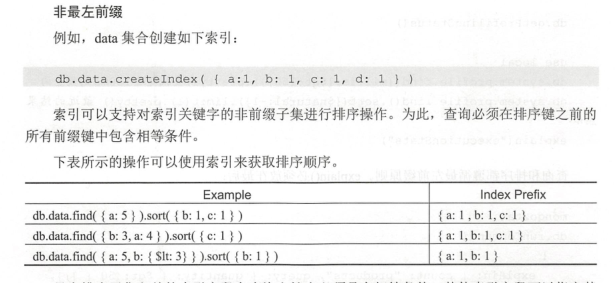 非最左前缀
例如，data 集合创建如下索引：
db.data.createIndex( { a:1, b: 1, c: 1, d: 1 } )
索引可以支持对索引关键字的非前缀子集进行排序操作。为此，查询必须在排序键之前的
所有前缀键中包含相等条件。
下表所示的操作可以使用索引来获取排序顺序。
Example Index Prefix
db.data.find( { a: 5 } ).sort( { b: 1, c: 1 } ) { a: 1 , b: 1, c: 1 }
db.data.find( { b: 3, a: 4 } ).sort( { c: 1 } ) { a: 1, b: 1, c: 1 }
db.data.find( { a: 5, b: { $lt: 3} } ).sort( { b: 1 } ) { a: 1, b: 1 }